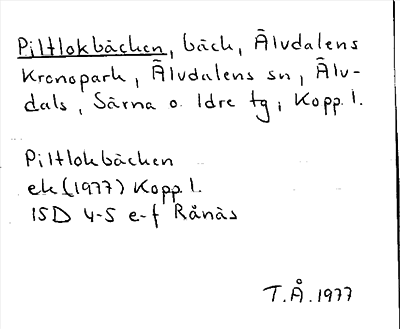 Piltlokbäcken, bäck, Älvdalens
Kronopark, Älvdalens sn, Älv-
dals, Särna o. Idre tg, Kopp. l.
Piltlokbäcken
ek (1977) Kopp l.
15D 4-5 e-f Rånäs
T.Å. 1977